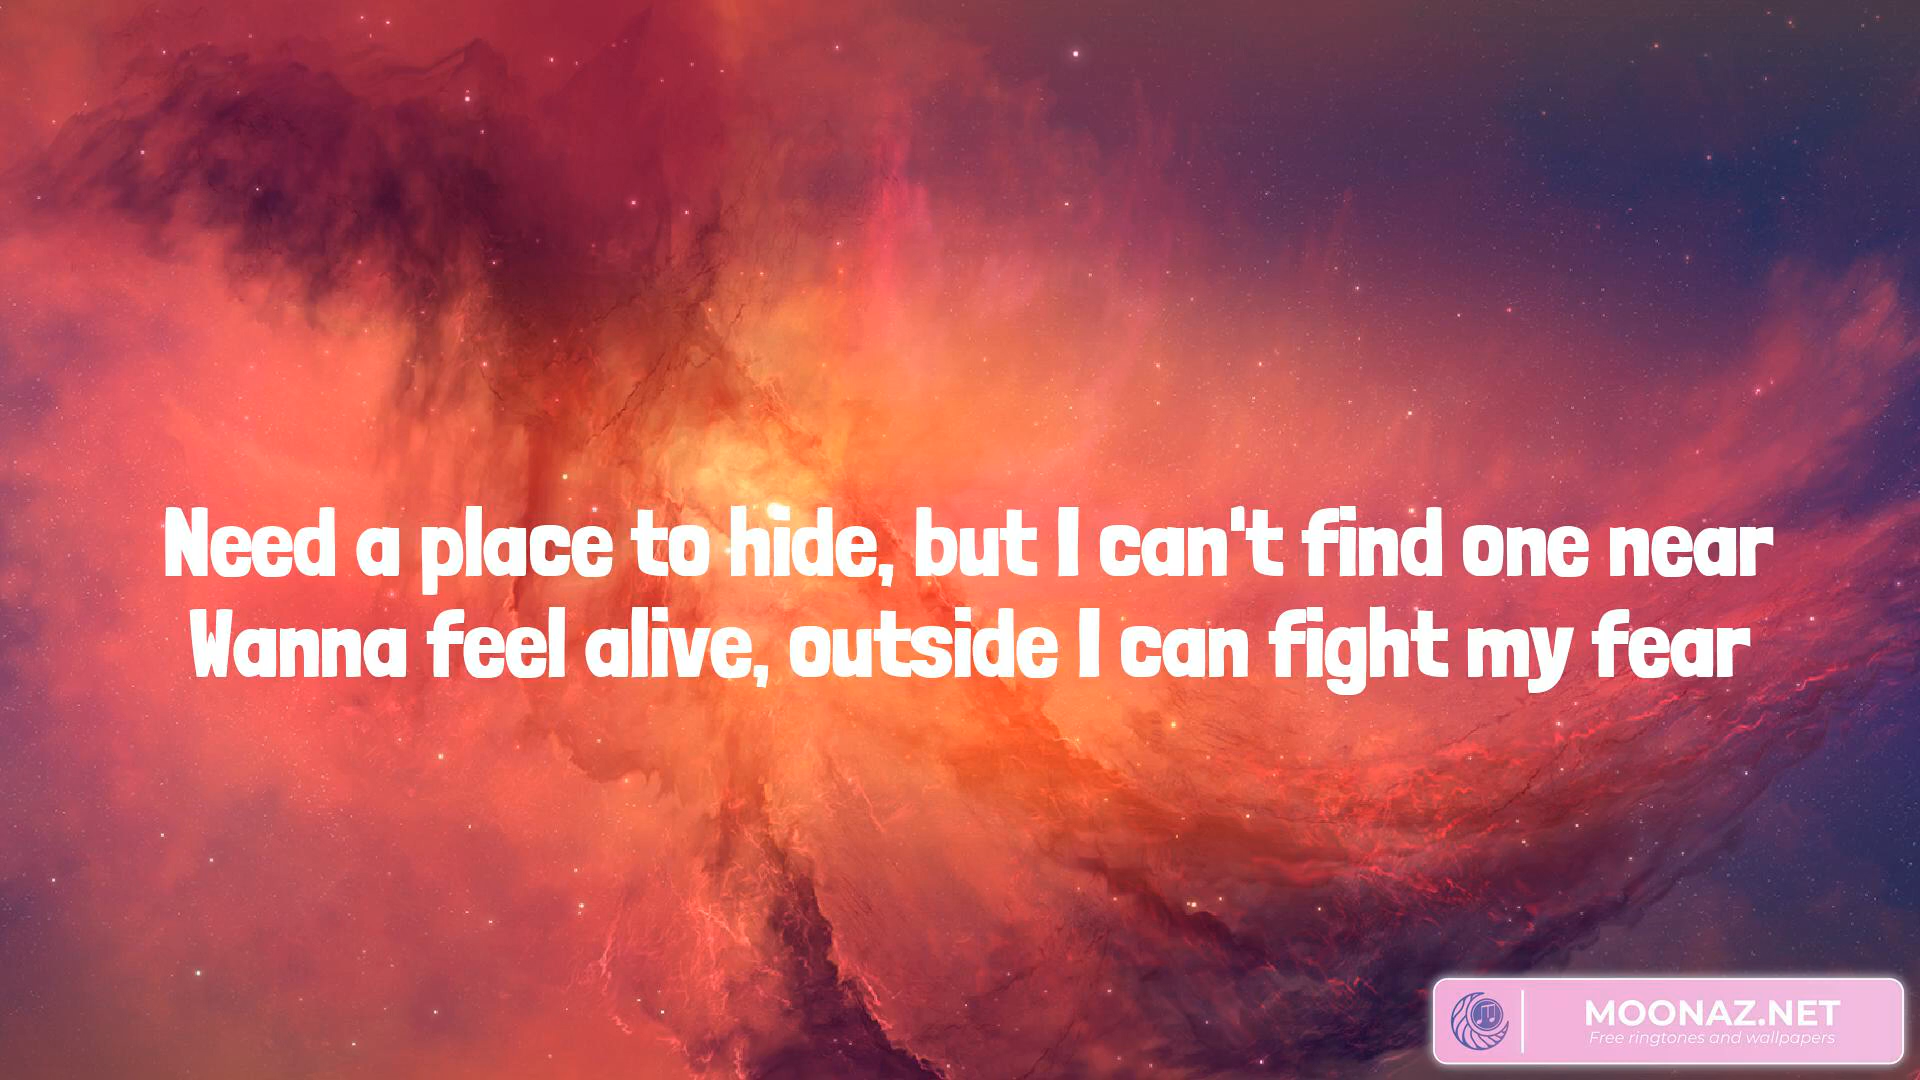 Need a place to hide, but I can't find one near
Wanna feel alive, outside I can fight my fear
MOONAZ.NET
Free ringtones and wallpapers